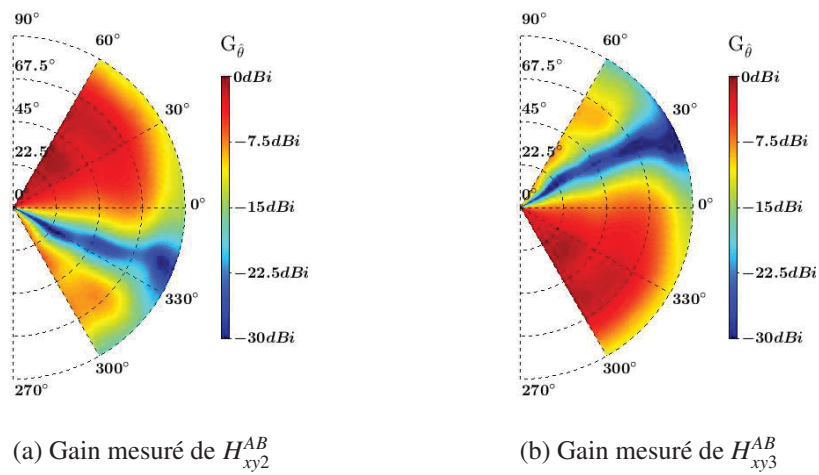 90°
67.5°
45°
22.5°
0°
60°
30°
0°
330°
300°
270°
G_θ̂
0dBi
−7.5dBi
−15dBi
−22.5dBi
−30dBi
(a) Gain mesuré de H^{AB}_{xy2}
90°
67.5°
45°
22.5°
0°
60°
30°
0°
330°
300°
270°
G_θ̂
0dBi
−7.5dBi
−15dBi
−22.5dBi
−30dBi
(b) Gain mesuré de H^{AB}_{xy3}